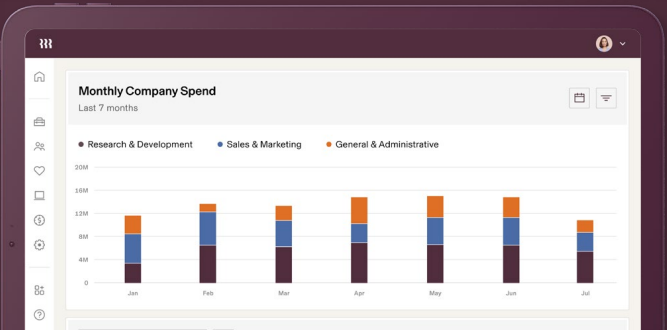 Monthly Company Spend
Last 7 months
Research & Development Sales & Marketing General & Administrative
20M
16M
12M
8M
4M
0
Jan Feb Mar Apr May Jun Jul